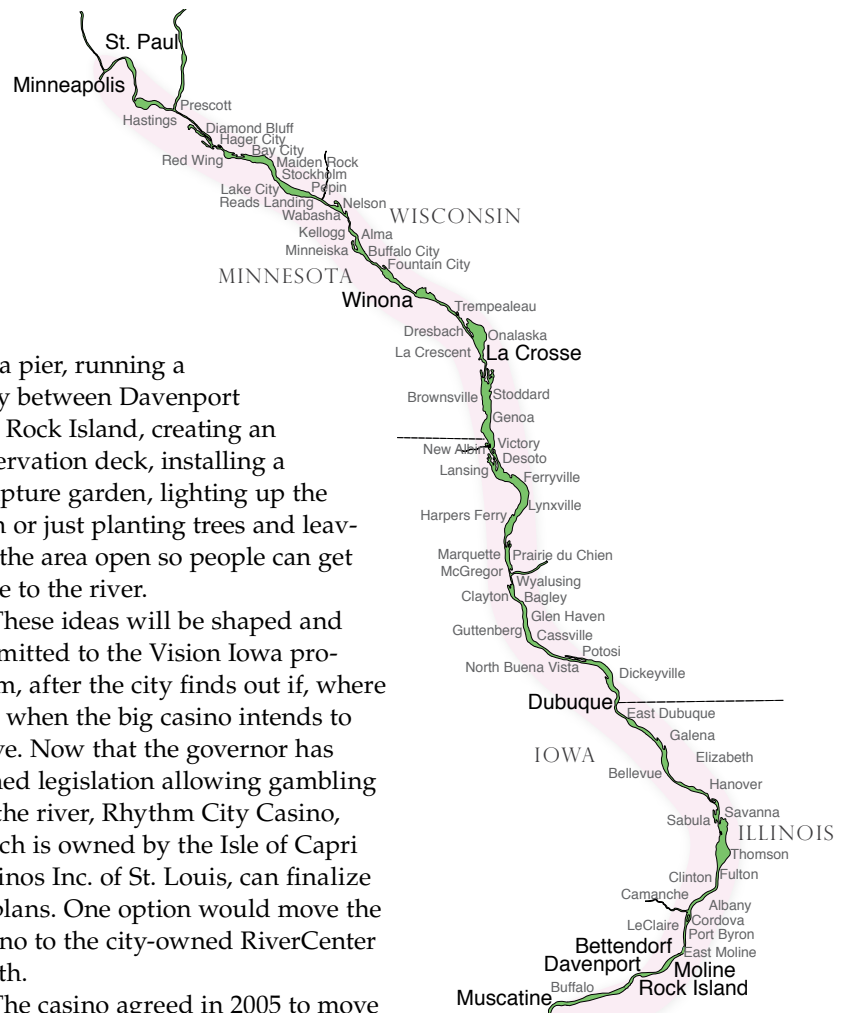 St. Paul
Minneapolis
Prescott
Hastings
Diamond Bluff
Hager City
Bay City
Red Wing
Maiden Rock
Stockholm
Lake City
Pepin
Reads Landing
Nelson
Wabasha
WISCONSIN
Kellogg
Alma
Minneiska
Buffalo City
Fountain City
MINNESOTA
Winona
Trempealeau
Dresbach
Onalaska
La Crescent
La Crosse
Brownsville
Stoddard
Genoa
Victory
New Albin
Desoto
Lansing
Ferryville
Lynxville
Harpers Ferry
Marquette
Prairie du Chien
McGregor
Wyalusing
Clayton
Bagley
Glen Haven
Guttenberg
Cassville
Potosi
North Buena Vista
Dickeyville
Dubuque
East Dubuque
Galena
IOWA
Elizabeth
Bellevue
Hanover
Savanna
Sabula
ILLINOIS
Thomson
Clinton
Fulton
Camanche
Albany
Cordova
LeClaire
Port Byron
Bettendorf
East Moline
Davenport
Moline
Buffalo
Rock Island
Muscatine
a pier, running a
y between Davenport
Rock Island, creating an
ervation deck, installing a
pture garden, lighting up the
n or just planting trees and leav-
the area open so people can get
e to the river.
These ideas will be shaped and
mitted to the Vision Iowa pro-
m, after the city finds out if, where
when the big casino intends to
ve. Now that the governor has
ned legislation allowing gambling
the river, Rhythm City Casino,
ch is owned by the Isle of Capri
inos Inc. of St. Louis, can finalize
plans. One option would move the
no to the city-owned RiverCenter
th.
The casino agreed in 2005 to move